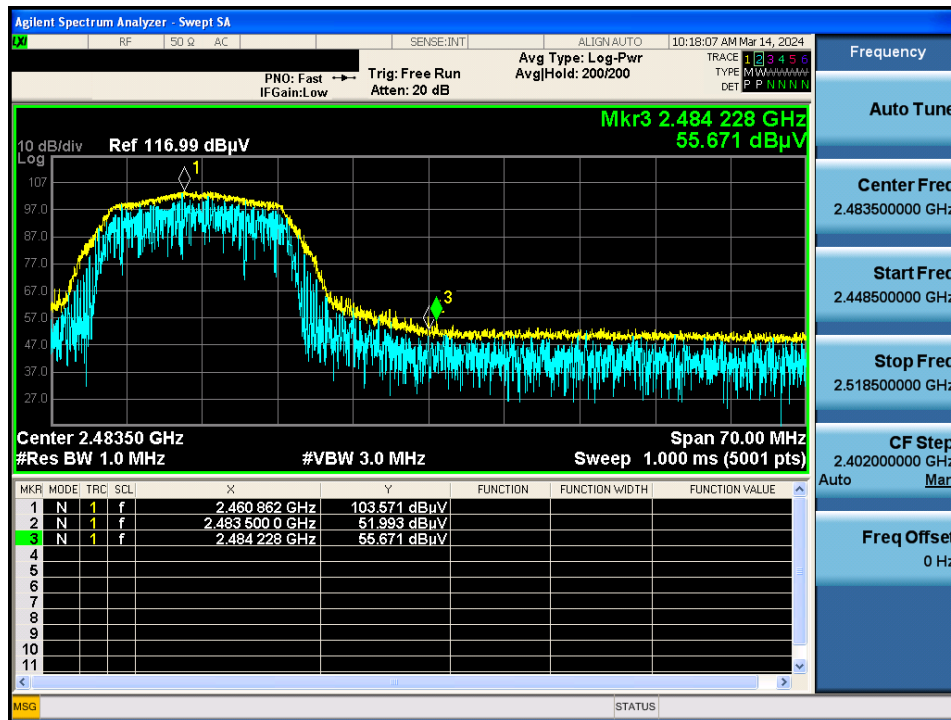 Agilent Spectrum Analyzer - Swept SA
LXI RF 50 Ω AC SENSE:INT ALIGN AUTO 10:18:07 AM Mar 14, 2024
Frequency
PNO: Fast
IFGain:Low
Trig: Free Run
Atten: 20 dB
Avg Type: Log-Pwr
Avg|Hold: 200/200
TRACE 1 2 3 4 5 6
TYPE M W W W W W
DET P P N N N N
Auto Tune
Mkr3 2.484 228 GHz
55.671 dBµV
10 dB/div Ref 116.99 dBµV
Log
107
97.0
87.0
77.0
67.0
57.0
47.0
37.0
27.0
1
3
Center Freq
2.483500000 GHz
Start Freq
2.448500000 GHz
Stop Freq
2.518500000 GHz
CF Step
2.402000000 GHz
Auto Man
Freq Offset
0 Hz
Center 2.48350 GHz Span 70.00 MHz
#Res BW 1.0 MHz #VBW 3.0 MHz Sweep 1.000 ms (5001 pts)
MKR MODE TRC SCL X Y FUNCTION FUNCTION WIDTH FUNCTION VALUE
1 N 1 f 2.460 862 GHz 103.571 dBµV
2 N 1 f 2.483 500 0 GHz 51.993 dBµV
3 N 1 f 2.484 228 GHz 55.671 dBµV
4
5
6
7
8
9
10
11
MSG STATUS